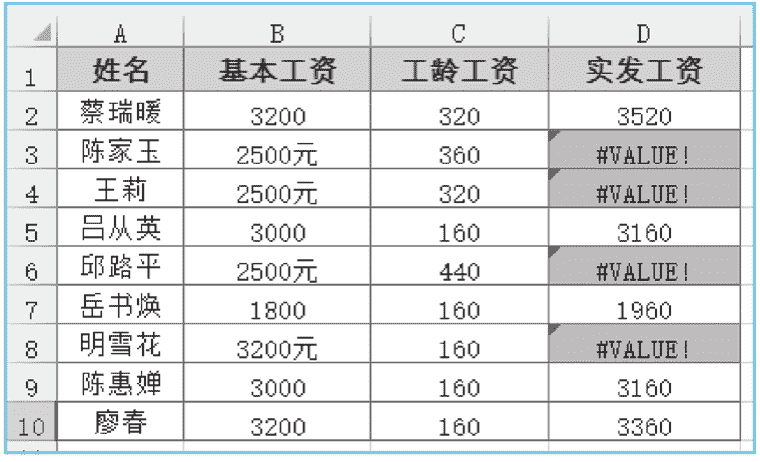 A B C D
1 姓名 基本工资 工龄工资 实发工资
2 蔡瑞暖 3200 320 3520
3 陈家玉 2500元 360 #VALUE!
4 王莉 2500元 320 #VALUE!
5 吕从英 3000 160 3160
6 邱路平 2500元 440 #VALUE!
7 岳书焕 1800 160 1960
8 明雪花 3200元 160 #VALUE!
9 陈惠婵 3000 160 3160
10 廖春 3200 160 3360